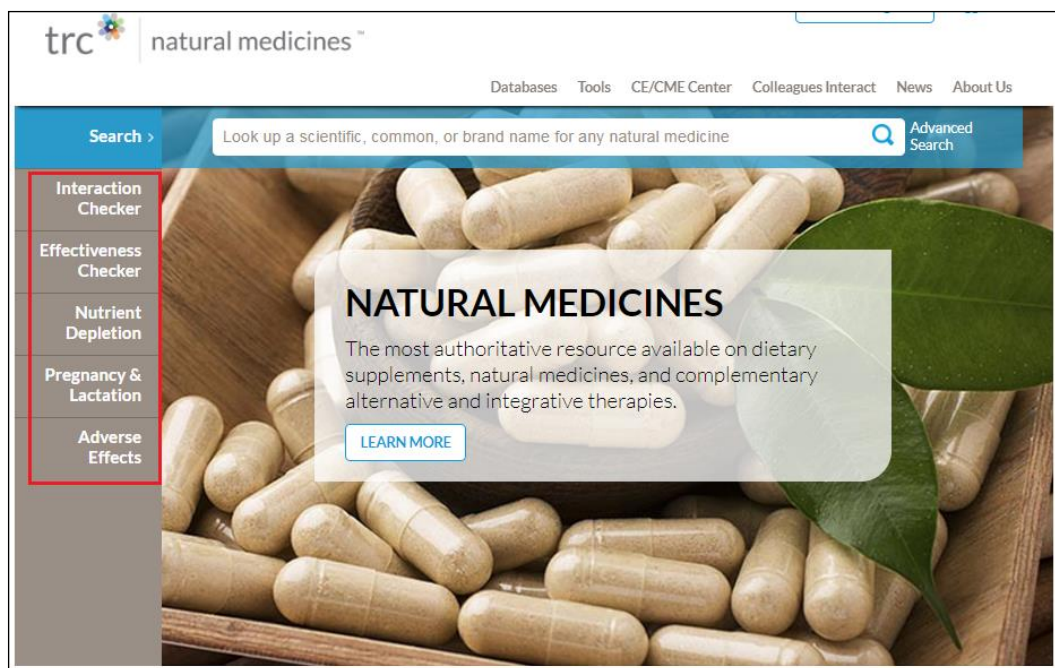 trc
natural medicines™
Databases Tools CE/CME Center Colleagues Interact News About Us
Search >
Look up a scientific, common, or brand name for any natural medicine
Advanced
Search
Interaction
Checker
Effectiveness
Checker
Nutrient
Depletion
Pregnancy &
Lactation
Adverse
Effects
NATURAL MEDICINES
The most authoritative resource available on dietary
supplements, natural medicines, and complementary
alternative and integrative therapies.
LEARN MORE